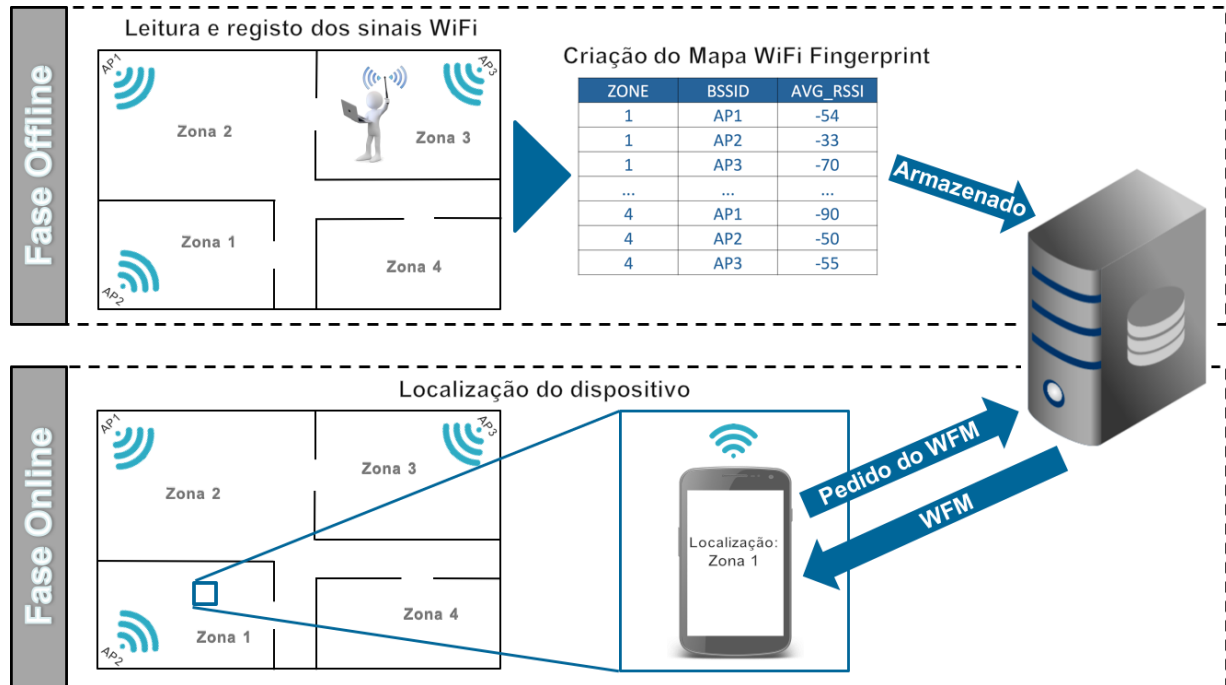 Fase Offline
Leitura e registo dos sinais WiFi
AP1
AP3
Zona 2
Zona 3
Zona 1
Zona 4
AP2
Criação do Mapa WiFi Fingerprint
ZONE BSSID AVG_RSSI
1 AP1 -54
1 AP2 -33
1 AP3 -70
... ... ...
4 AP1 -90
4 AP2 -50
4 AP3 -55
Armazenado
Fase Online
Localização do dispositivo
AP1
AP3
Zona 3
Zona 2
Zona 4
Zona 1
AP2
Localização:
Zona 1
Pedido do WFM
WFM